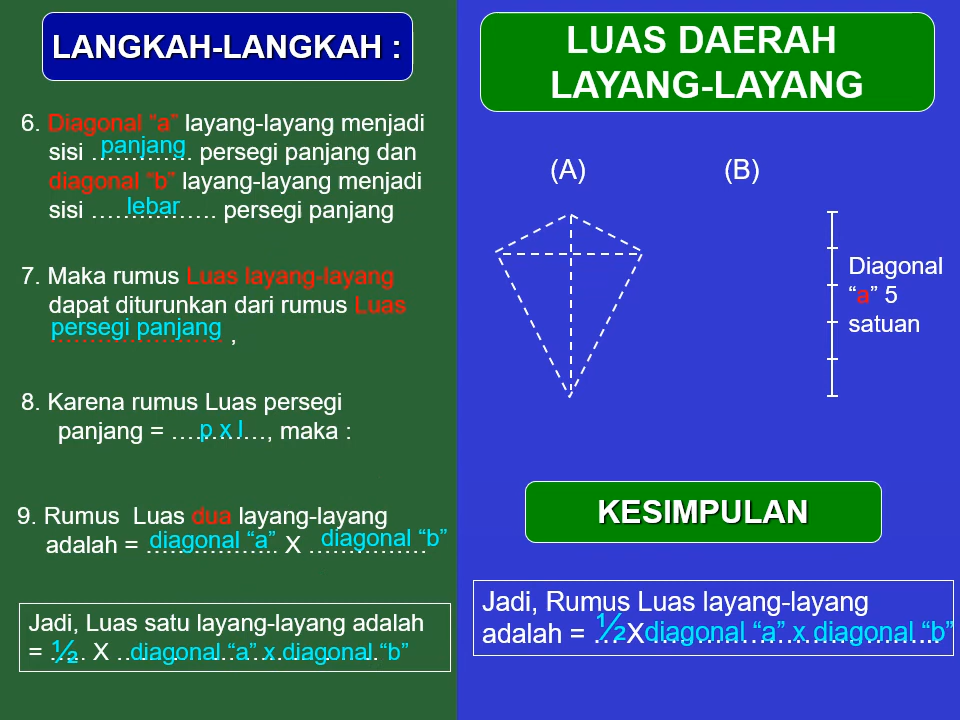 LANGKAH-LANGKAH :
6. Diagonal “a” layang-layang menjadi
sisi …panjang… persegi panjang dan
diagonal “b” layang-layang menjadi
sisi …lebar… persegi panjang
7. Maka rumus Luas layang-layang
dapat diturunkan dari rumus Luas
persegi panjang ,
8. Karena rumus Luas persegi
panjang = …p x l…, maka :
9. Rumus Luas dua layang-layang
adalah = diagonal “a” X diagonal “b”
Jadi, Luas satu layang-layang adalah
= ½ X diagonal “a” x diagonal “b”
LUAS DAERAH
LAYANG-LAYANG
(A) (B)
Diagonal
“a” 5
satuan
KESIMPULAN
Jadi, Rumus Luas layang-layang
adalah = ½ X diagonal “a” x diagonal “b”